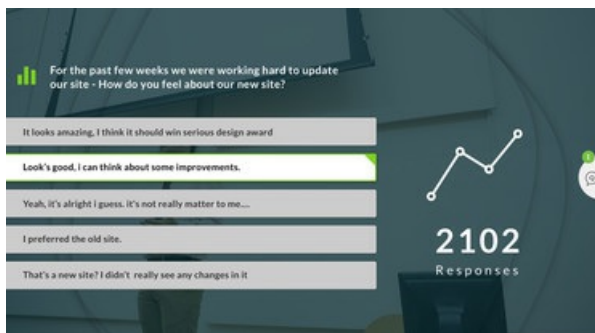 For the past few weeks we were working hard to update
our site - How do you feel about our new site?
It looks amazing, I think it should win serious design award
Look's good, i can think about some improvements.
Yeah, it's alright i guess. it's not really matter to me....
I preferred the old site.
That's a new site? I didn't really see any changes in it
2102
Responses
1